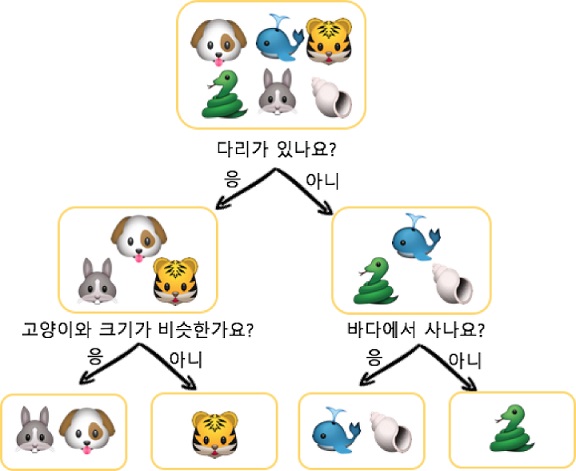 다리가 있나요?
응 아니
고양이와 크기가 비슷한가요? 바다에서 사나요?
응 아니 응 아니